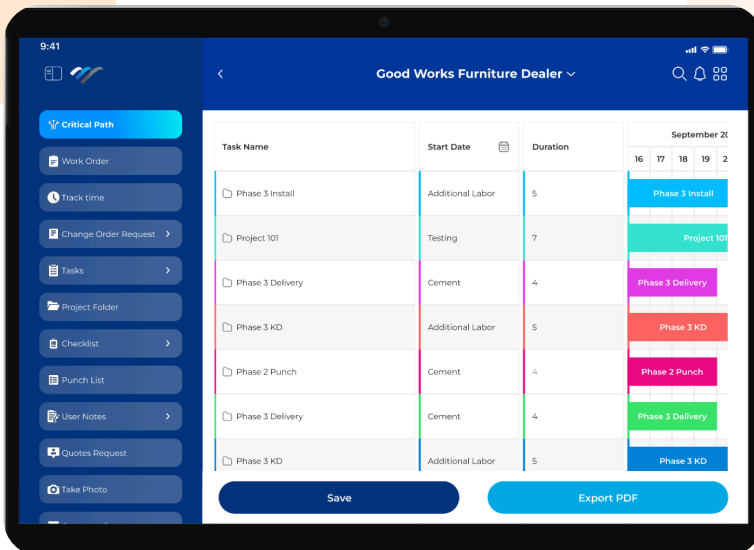 9:41
Good Works Furniture Dealer
Critical Path
Work Order
Track time
Change Order Request
Tasks
Project Folder
Checklist
Punch List
User Notes
Quotes Request
Take Photo
Task Name Start Date Duration September 20
16 17 18 19 2
Phase 3 Install Additional Labor 5 Phase 3 Install
Project 101 Testing 7 Project 101
Phase 3 Delivery Cement 4 Phase 3 Delivery
Phase 3 KD Additional Labor 5 Phase 3 KD
Phase 2 Punch Cement 4 Phase 2 Punch
Phase 3 Delivery Cement 4 Phase 3 Delivery
Phase 3 KD Additional Labor 5 Phase 3 KD
Save Export PDF